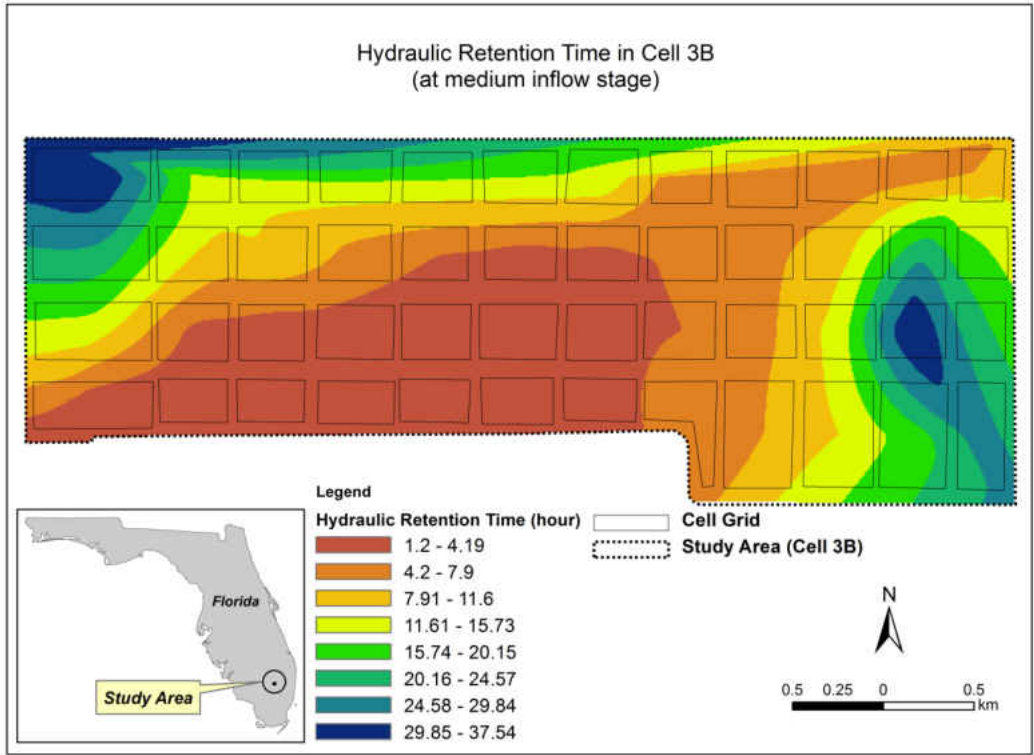 Hydraulic Retention Time in Cell 3B
(at medium inflow stage)
Legend
Hydraulic Retention Time (hour)
1.2 - 4.19
4.2 - 7.9
7.91 - 11.6
11.61 - 15.73
15.74 - 20.15
20.16 - 24.57
24.58 - 29.84
29.85 - 37.54
Cell Grid
Study Area (Cell 3B)
Florida
Study Area
N
0.5 0.25 0 0.5
km